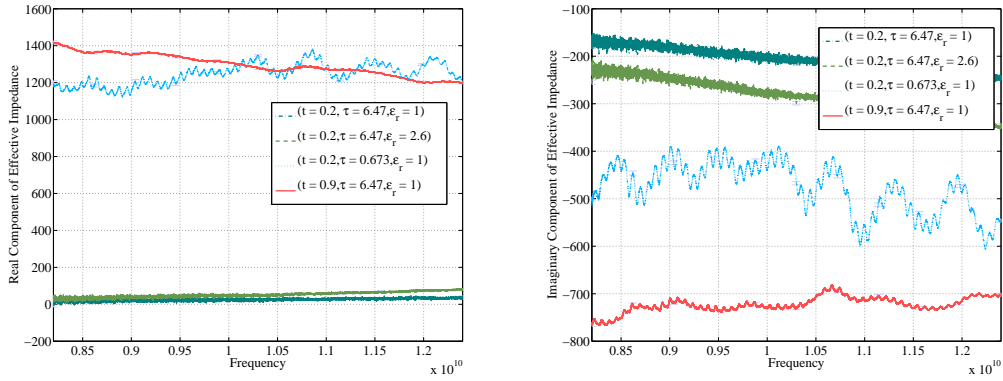 1600
1400
1200
1000
800
600
400
200
0
−200
Real Component of Effective Impedance
0.85 0.9 0.95 1 1.05 1.1 1.15 1.2
Frequency
x 10^10
(t = 0.2, τ = 6.47,ε_r = 1)
(t = 0.2,τ = 6.47,ε_r = 2.6)
(t = 0.2,τ = 0.673,ε_r = 1)
(t = 0.9,τ = 6.47,ε_r = 1)
−100
−200
−300
−400
−500
−600
−700
−800
Imaginary Component of Effective Impedance
0.85 0.9 0.95 1 1.05 1.1 1.15 1.2
Frequency
x 10^10
(t = 0.2, τ = 6.47,ε_r = 1)
(t = 0.2,τ = 6.47,ε_r = 2.6)
(t = 0.2,τ = 0.673,ε_r = 1)
(t = 0.9,τ = 6.47,ε_r = 1)